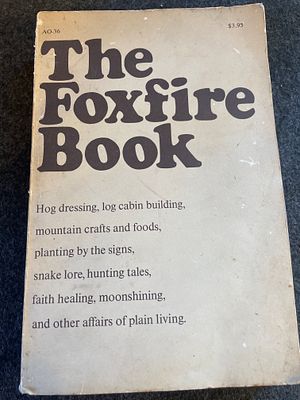 AO-36
$3.95
The
Foxfire
Book
Hog dressing, log cabin building,
mountain crafts and foods,
planting by the signs,
snake lore, hunting tales,
faith healing, moonshining,
and other affairs of plain living.